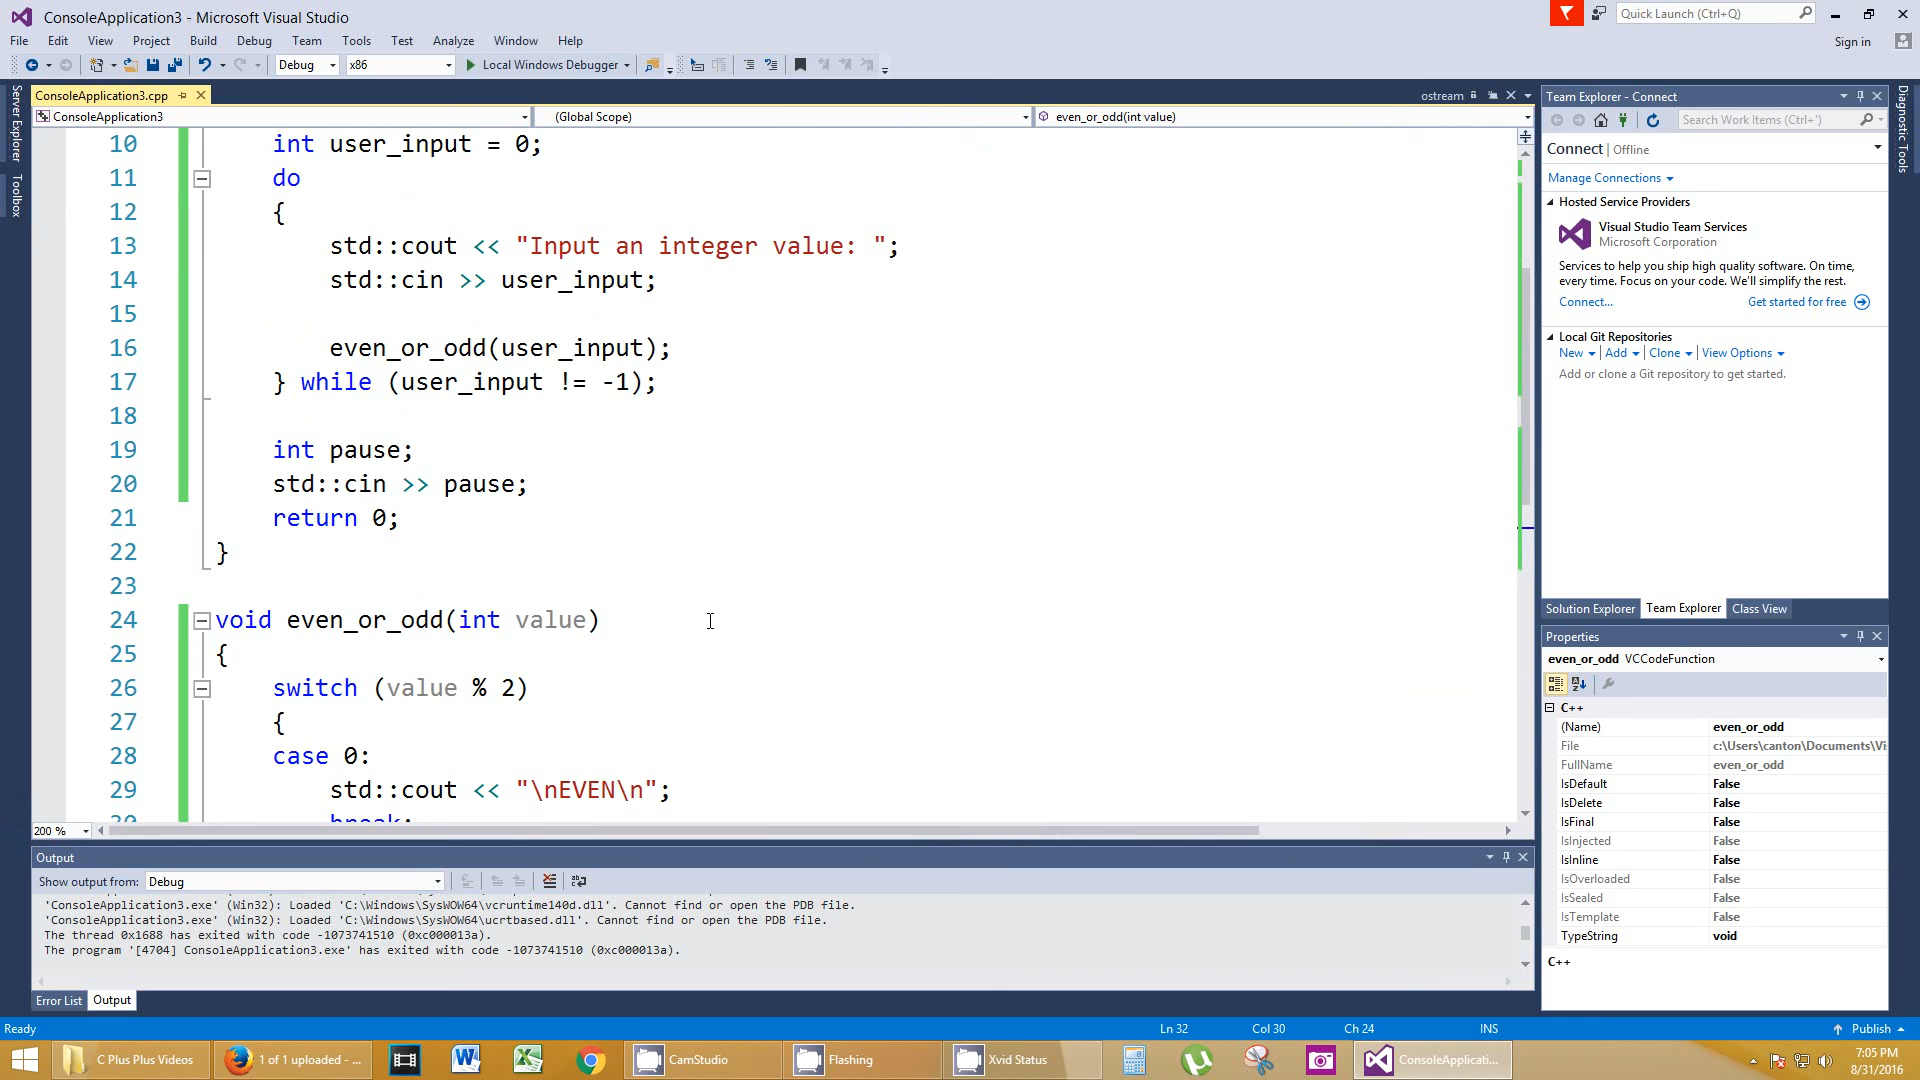 ConsoleApplication3 - Microsoft Visual Studio
Quick Launch (Ctrl+Q)
File Edit View Project Build Debug Team Tools Test Analyze Window Help
Sign in
Debug x86 Local Windows Debugger
Server Explorer
Toolbox
ConsoleApplication3.cpp
ostream
ConsoleApplication3 (Global Scope) even_or_odd(int value)
10 int user_input = 0;
11 do
12 {
13 std::cout << "Input an integer value: ";
14 std::cin >> user_input;
15
16 even_or_odd(user_input);
17 } while (user_input != -1);
18
19 int pause;
20 std::cin >> pause;
21 return 0;
22 }
23
24 void even_or_odd(int value)
25 {
26 switch (value % 2)
27 {
28 case 0:
29 std::cout << "\nEVEN\n";
30 break;
200 %
Output
Show output from: Debug
'ConsoleApplication3.exe' (Win32): Loaded 'C:\Windows\SysWOW64\vcruntime140d.dll'. Cannot find or open the PDB file.
'ConsoleApplication3.exe' (Win32): Loaded 'C:\Windows\SysWOW64\ucrtbased.dll'. Cannot find or open the PDB file.
The thread 0x1688 has exited with code -1073741510 (0xc000013a).
The program '[4704] ConsoleApplication3.exe' has exited with code -1073741510 (0xc000013a).
Error List Output
Team Explorer - Connect
Search Work Items (Ctrl+')
Connect | Offline
Manage Connections
Hosted Service Providers
Visual Studio Team Services
Microsoft Corporation
Services to help you ship high quality software. On time,
every time. Focus on your code. We'll simplify the rest.
Connect... Get started for free
Local Git Repositories
New | Add | Clone | View Options
Add or clone a Git repository to get started.
Solution Explorer Team Explorer Class View
Diagnostic Tools
Properties
even_or_odd VCCodeFunction
C++
(Name) even_or_odd
File c:\Users\canton\Documents\Vi
FullName even_or_odd
IsDefault False
IsDelete False
IsFinal False
IsInjected False
IsInline False
IsOverloaded False
IsSealed False
IsTemplate False
TypeString void
C++
Ready Ln 32 Col 30 Ch 24 INS Publish
C Plus Plus Videos 1 of 1 uploaded - ... CamStudio Flashing Xvid Status ConsoleApplicati...
7:05 PM
8/31/2016